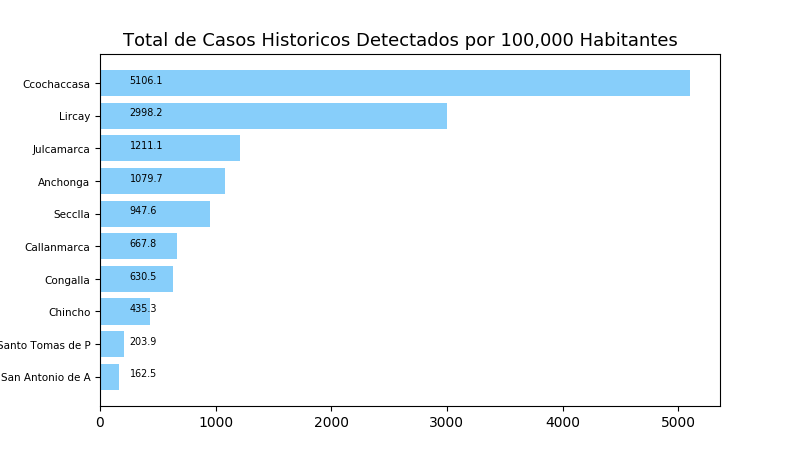 Total de Casos Historicos Detectados por 100,000 Habitantes
Ccochaccasa 5106.1
Lircay 2998.2
Julcamarca 1211.1
Anchonga 1079.7
Secclla 947.6
Callanmarca 667.8
Congalla 630.5
Chincho 435.3
Santo Tomas de P 203.9
San Antonio de A 162.5
0 1000 2000 3000 4000 5000